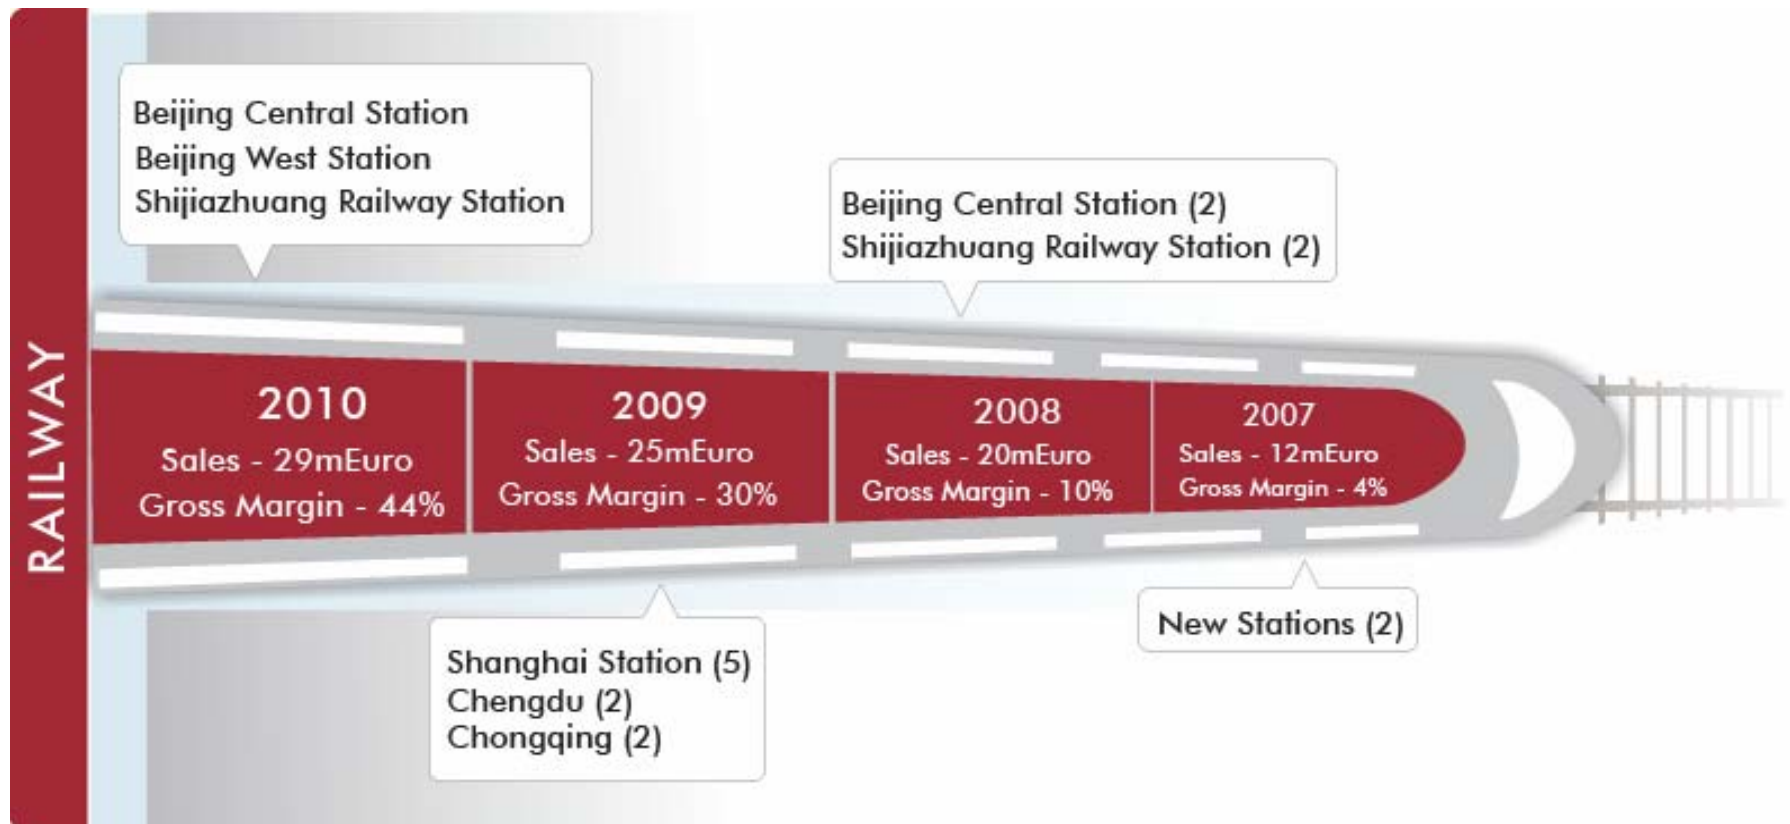 RAILWAY
Beijing Central Station
Beijing West Station
Shijiazhuang Railway Station
Beijing Central Station (2)
Shijiazhuang Railway Station (2)
2010
Sales - 29mEuro
Gross Margin - 44%
2009
Sales - 25mEuro
Gross Margin - 30%
2008
Sales - 20mEuro
Gross Margin - 10%
2007
Sales - 12mEuro
Gross Margin - 4%
Shanghai Station (5)
Chengdu (2)
Chongqing (2)
New Stations (2)